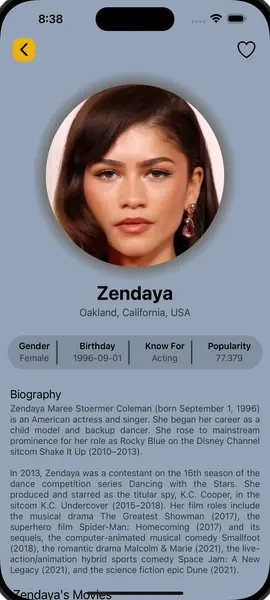 8:38
Zendaya
Oakland, California, USA
Gender Birthday Know For Popularity
Female 1996-09-01 Acting 77.379
Biography
Zendaya Maree Stoermer Coleman (born September 1, 1996)
is an American actress and singer. She began her career as a
child model and backup dancer. She rose to mainstream
prominence for her role as Rocky Blue on the Disney Channel
sitcom Shake It Up (2010–2013).
In 2013, Zendaya was a contestant on the 16th season of the
dance competition series Dancing with the Stars. She
produced and starred as the titular spy, K.C. Cooper, in the
sitcom K.C. Undercover (2015–2018). Her film roles include
the musical drama The Greatest Showman (2017), the
superhero film Spider-Man: Homecoming (2017) and its
sequels, the computer-animated musical comedy Smallfoot
(2018), the romantic drama Malcolm & Marie (2021), the live-
action/animation hybrid sports comedy Space Jam: A New
Legacy (2021), and the science fiction epic Dune (2021).
Zendaya's Movies